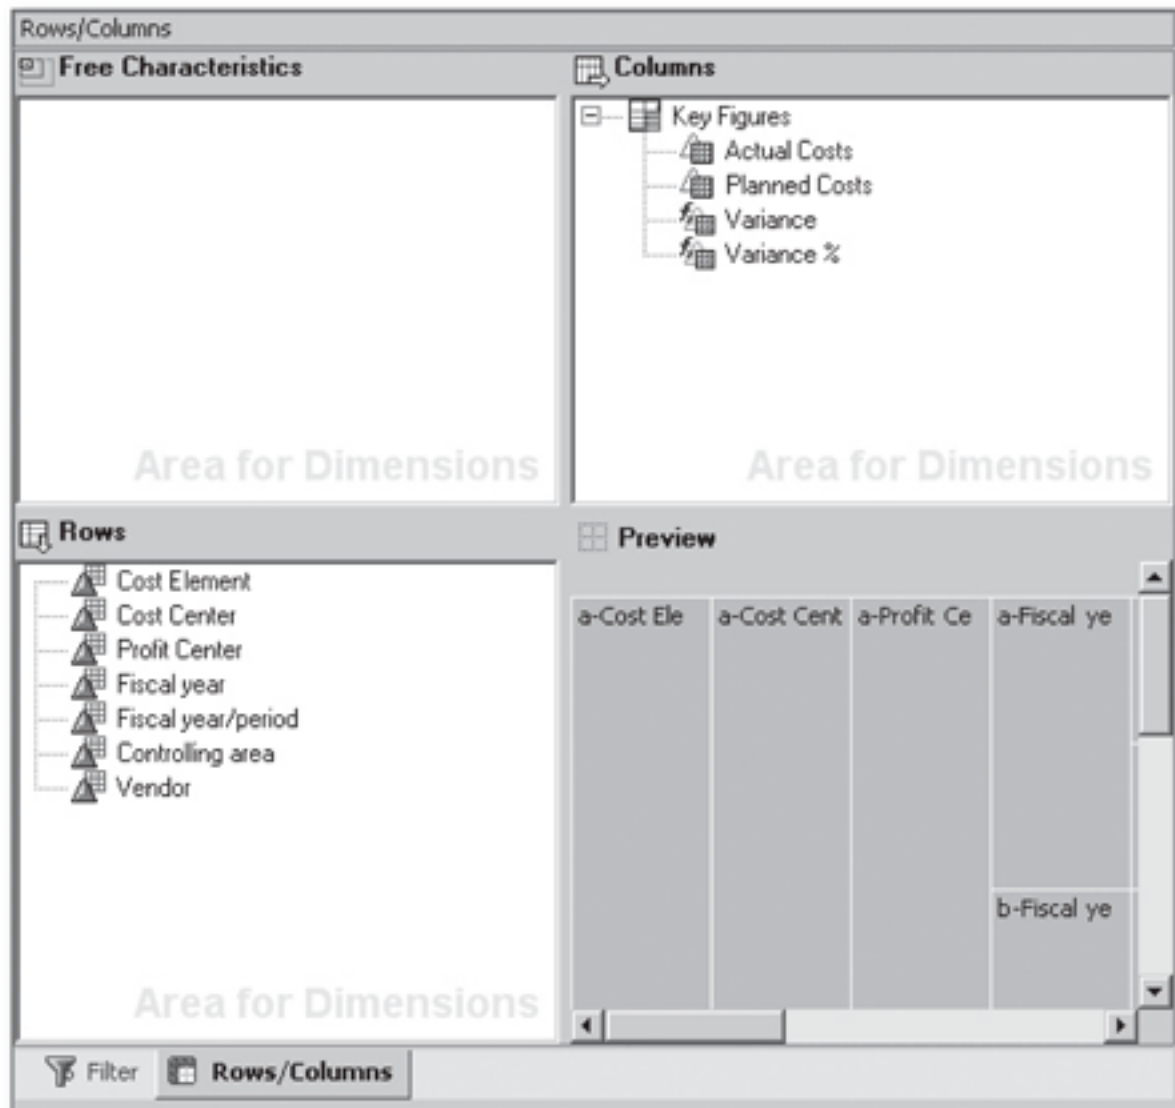 Rows/Columns
Free Characteristics
Area for Dimensions
Columns
Key Figures
Actual Costs
Planned Costs
Variance
Variance %
Area for Dimensions
Rows
Cost Element
Cost Center
Profit Center
Fiscal year
Fiscal year/period
Controlling area
Vendor
Area for Dimensions
Preview
a-Cost Ele a-Cost Cent a-Profit Ce a-Fiscal ye
b-Fiscal ye
Filter Rows/Columns